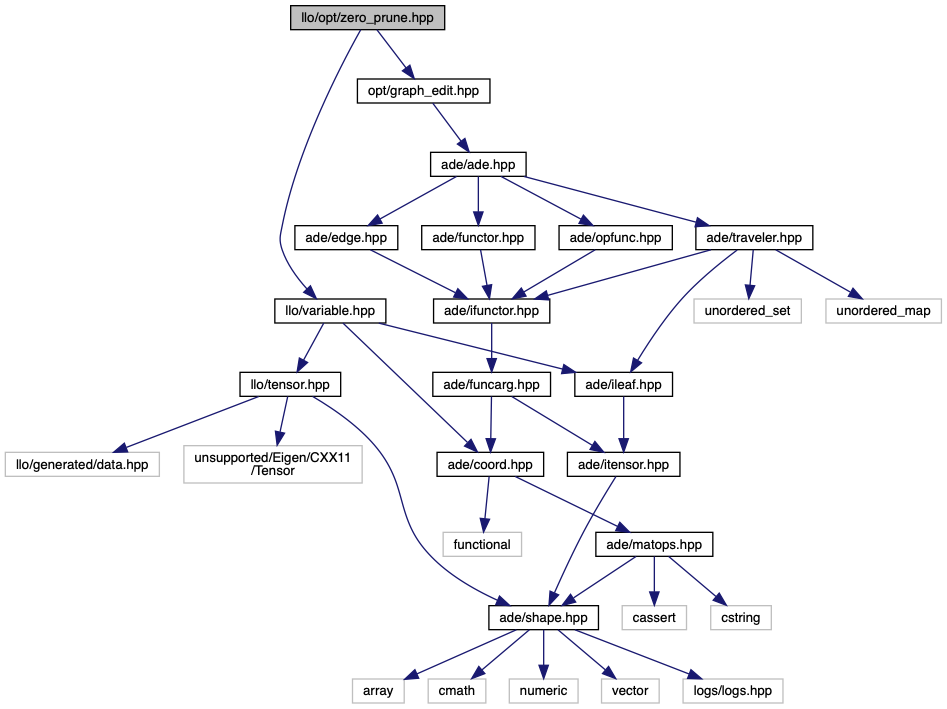 llo/opt/zero_prune.hpp
opt/graph_edit.hpp
ade/ade.hpp
ade/edge.hpp
ade/functor.hpp
ade/opfunc.hpp
ade/traveler.hpp
llo/variable.hpp
ade/ifunctor.hpp
unordered_set
unordered_map
llo/tensor.hpp
ade/funcarg.hpp
ade/ileaf.hpp
llo/generated/data.hpp
unsupported/Eigen/CXX11
/Tensor
ade/coord.hpp
ade/itensor.hpp
functional
ade/matops.hpp
ade/shape.hpp
cassert
cstring
array
cmath
numeric
vector
logs/logs.hpp